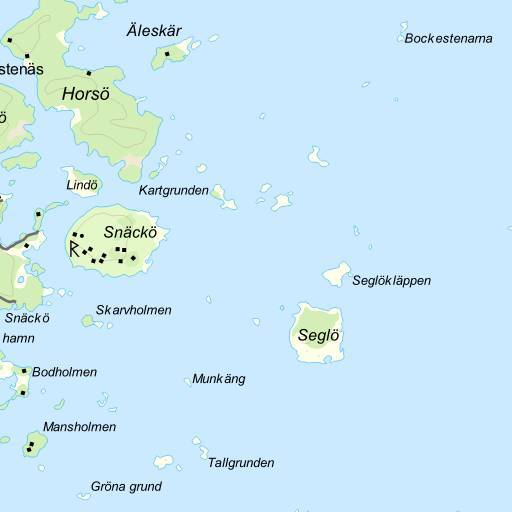 Äleskär
Bockestenarna
stenäs
Horsö
ö
Lindö
Kartgrunden
Snäckö
R
Seglökläppen
Skarvholmen
Snäckö
hamn
Seglö
Bodholmen
Munkäng
Mansholmen
Tallgrunden
Gröna grund